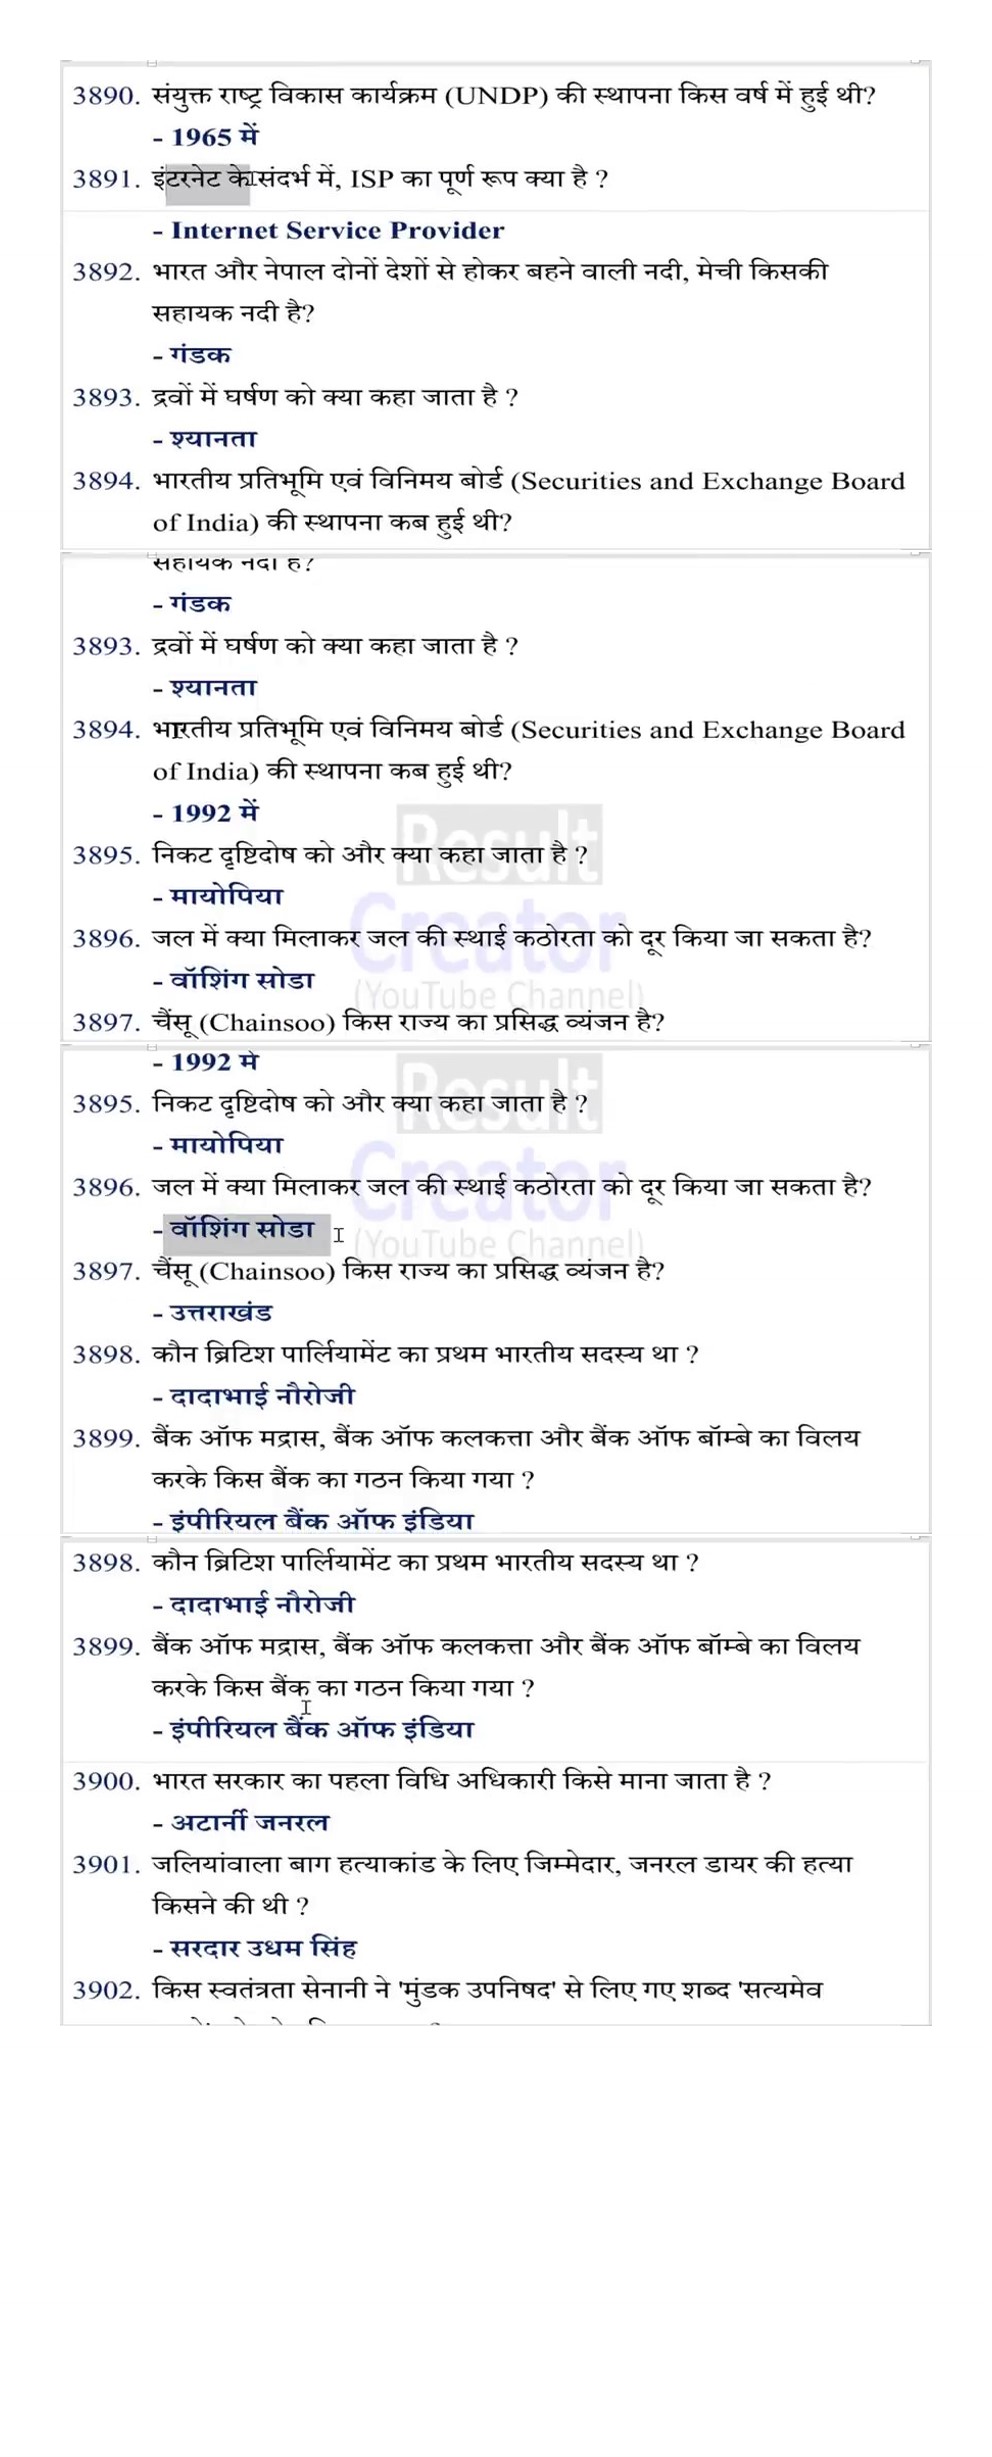 3890. संयुक्त राष्ट्र विकास कार्यक्रम (UNDP) की स्थापना किस वर्ष में हुई थी?
- 1965 में
3891. इंटरनेट के संदर्भ में, ISP का पूर्ण रूप क्या है ?
- Internet Service Provider
3892. भारत और नेपाल दोनों देशों से होकर बहने वाली नदी, मेची किसकी
सहायक नदी है?
- गंडक
3893. द्रवों में घर्षण को क्या कहा जाता है ?
- श्यानता
3894. भारतीय प्रतिभूमि एवं विनिमय बोर्ड (Securities and Exchange Board
of India) की स्थापना कब हुई थी?
सहायक नदी है?
- गंडक
3893. द्रवों में घर्षण को क्या कहा जाता है ?
- श्यानता
3894. भारतीय प्रतिभूमि एवं विनिमय बोर्ड (Securities and Exchange Board
of India) की स्थापना कब हुई थी?
- 1992 में
Result
3895. निकट दृष्टिदोष को और क्या कहा जाता है ?
- मायोपिया
Creator
3896. जल में क्या मिलाकर जल की स्थाई कठोरता को दूर किया जा सकता है?
- वॉशिंग सोडा
(YouTube Channel)
3897. चैंसू (Chainsoo) किस राज्य का प्रसिद्ध व्यंजन है?
- 1992 में
Result
3895. निकट दृष्टिदोष को और क्या कहा जाता है ?
- मायोपिया
Creator
3896. जल में क्या मिलाकर जल की स्थाई कठोरता को दूर किया जा सकता है?
- वॉशिंग सोडा
(YouTube Channel)
3897. चैंसू (Chainsoo) किस राज्य का प्रसिद्ध व्यंजन है?
- उत्तराखंड
3898. कौन ब्रिटिश पार्लियामेंट का प्रथम भारतीय सदस्य था ?
- दादाभाई नौरोजी
3899. बैंक ऑफ मद्रास, बैंक ऑफ कलकत्ता और बैंक ऑफ बॉम्बे का विलय
करके किस बैंक का गठन किया गया ?
- इंपीरियल बैंक ऑफ इंडिया
3898. कौन ब्रिटिश पार्लियामेंट का प्रथम भारतीय सदस्य था ?
- दादाभाई नौरोजी
3899. बैंक ऑफ मद्रास, बैंक ऑफ कलकत्ता और बैंक ऑफ बॉम्बे का विलय
करके किस बैंक का गठन किया गया ?
- इंपीरियल बैंक ऑफ इंडिया
3900. भारत सरकार का पहला विधि अधिकारी किसे माना जाता है ?
- अटार्नी जनरल
3901. जलियांवाला बाग हत्याकांड के लिए जिम्मेदार, जनरल डायर की हत्या
किसने की थी ?
- सरदार उधम सिंह
3902. किस स्वतंत्रता सेनानी ने 'मुंडक उपनिषद' से लिए गए शब्द 'सत्यमेव